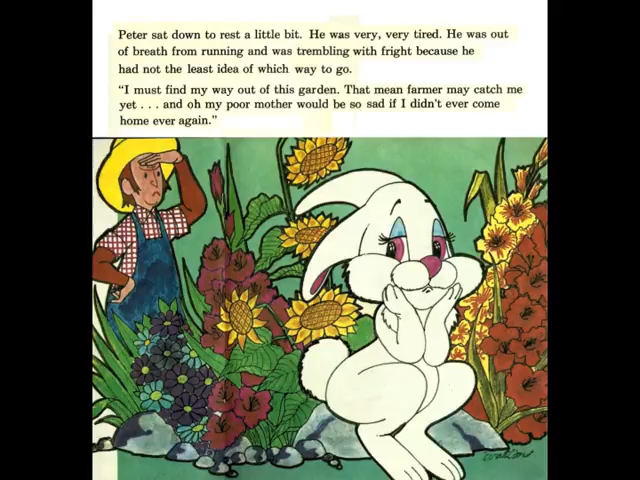 Peter sat down to rest a little bit. He was very, very tired. He was out
of breath from running and was trembling with fright because he
had not the least idea of which way to go.
"I must find my way out of this garden. That mean farmer may catch me
yet . . . and oh my poor mother would be so sad if I didn't ever come
home ever again."